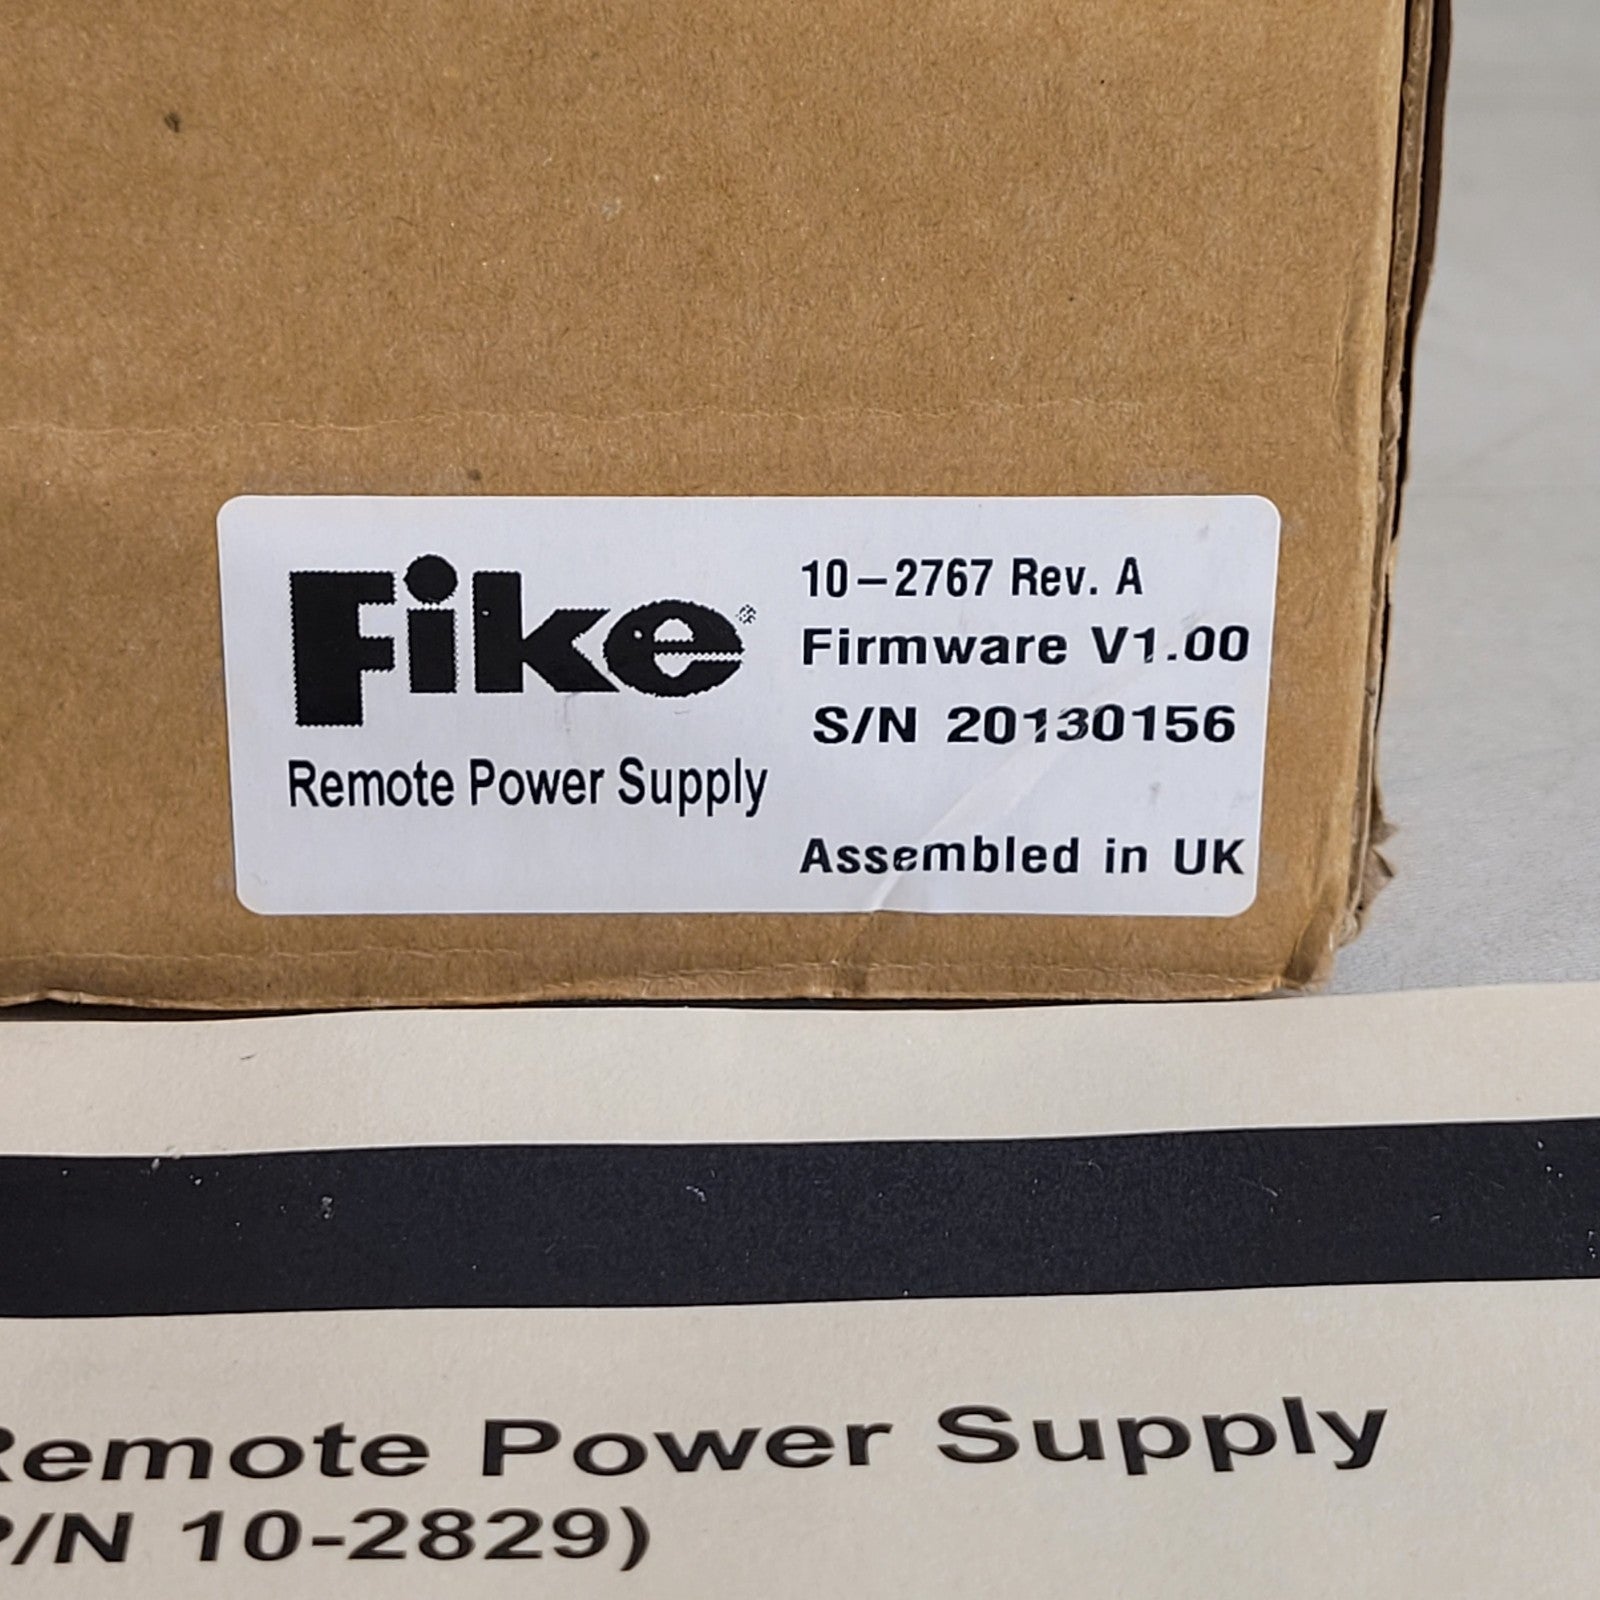 Fike
Remote Power Supply
10-2767 Rev. A
Firmware V1.00
S/N 20130156
Assembled in UK
Remote Power Supply
P/N 10-2829)